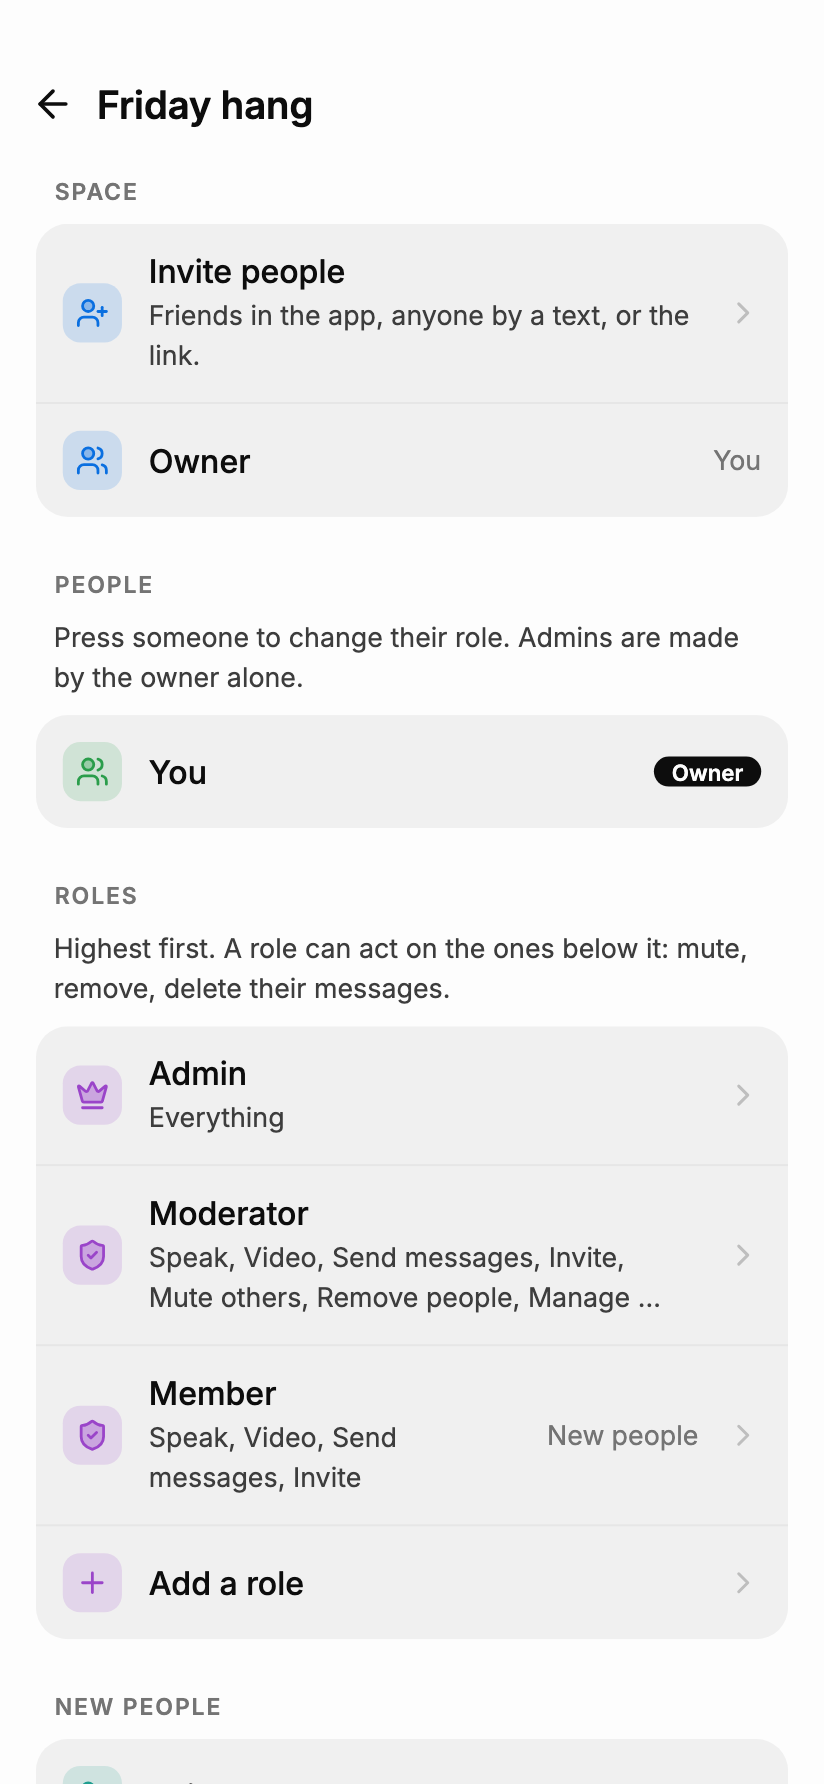 Friday hang
SPACE
Invite people
Friends in the app, anyone by a text, or the
link.
Owner
You
PEOPLE
Press someone to change their role. Admins are made
by the owner alone.
You
Owner
ROLES
Highest first. A role can act on the ones below it: mute,
remove, delete their messages.
Admin
Everything
Moderator
Speak, Video, Send messages, Invite,
Mute others, Remove people, Manage ...
Member
Speak, Video, Send
messages, Invite
New people
Add a role
NEW PEOPLE